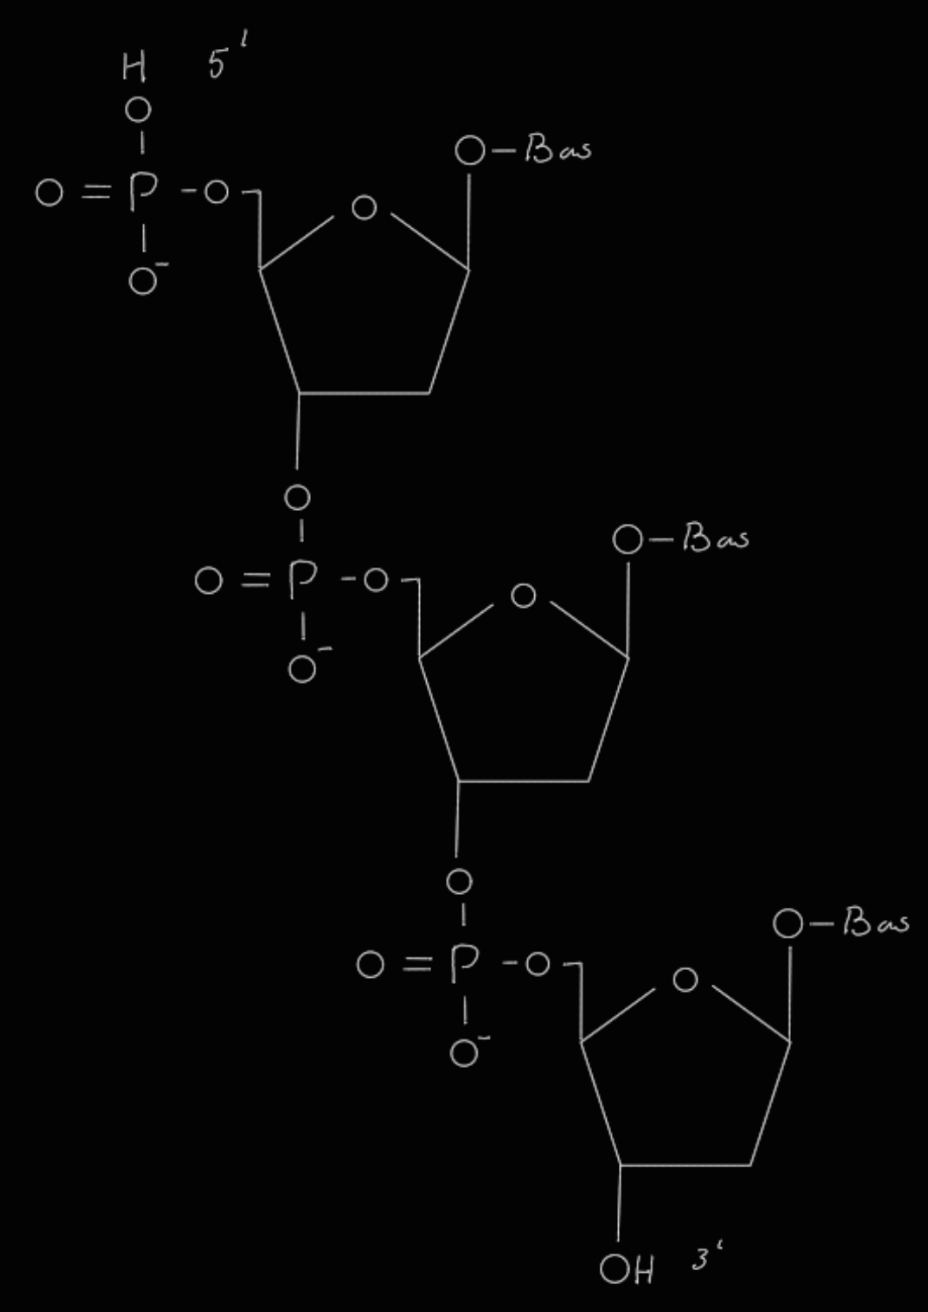 H 5'
O
O - Bas
O = P - O
O
O⁻
O
O - Bas
O = P - O
O
O⁻
O
O - Bas
O = P - O
O
O⁻
OH 3'